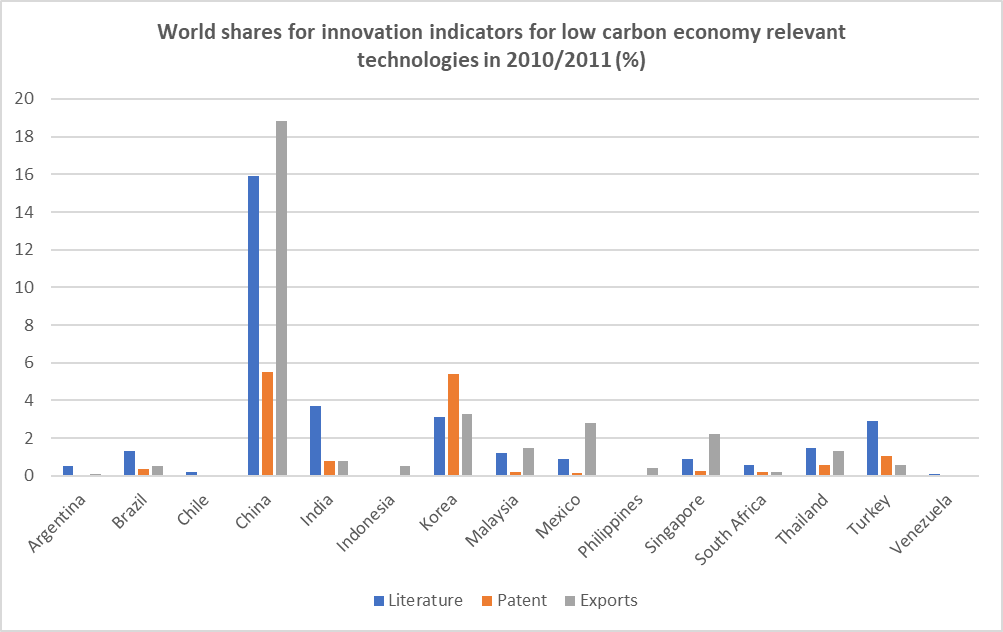 World shares for innovation indicators for low carbon economy relevant
technologies in 2010/2011 (%)
20
18
16
14
12
10
8
6
4
2
0
Argentina
Brazil
Chile
China
India
Indonesia
Korea
Malaysia
Mexico
Philippines
Singapore
South Africa
Thailand
Turkey
Venezuela
Literature Patent Exports